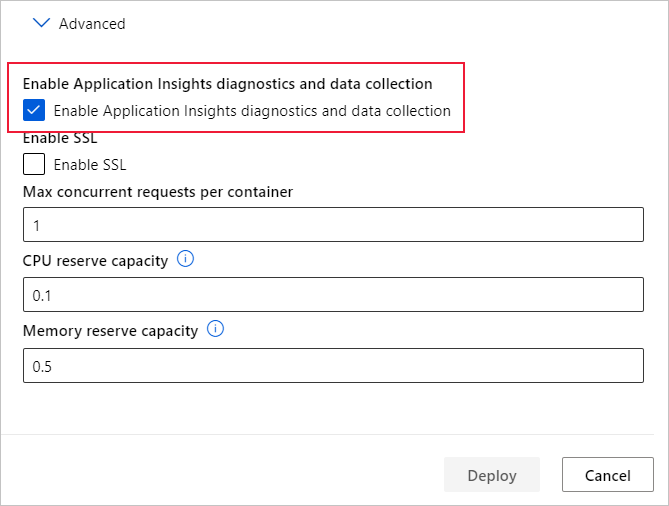 Advanced
Enable Application Insights diagnostics and data collection
Enable Application Insights diagnostics and data collection
Enable SSL
Enable SSL
Max concurrent requests per container
1
CPU reserve capacity
0.1
Memory reserve capacity
0.5
Deploy Cancel